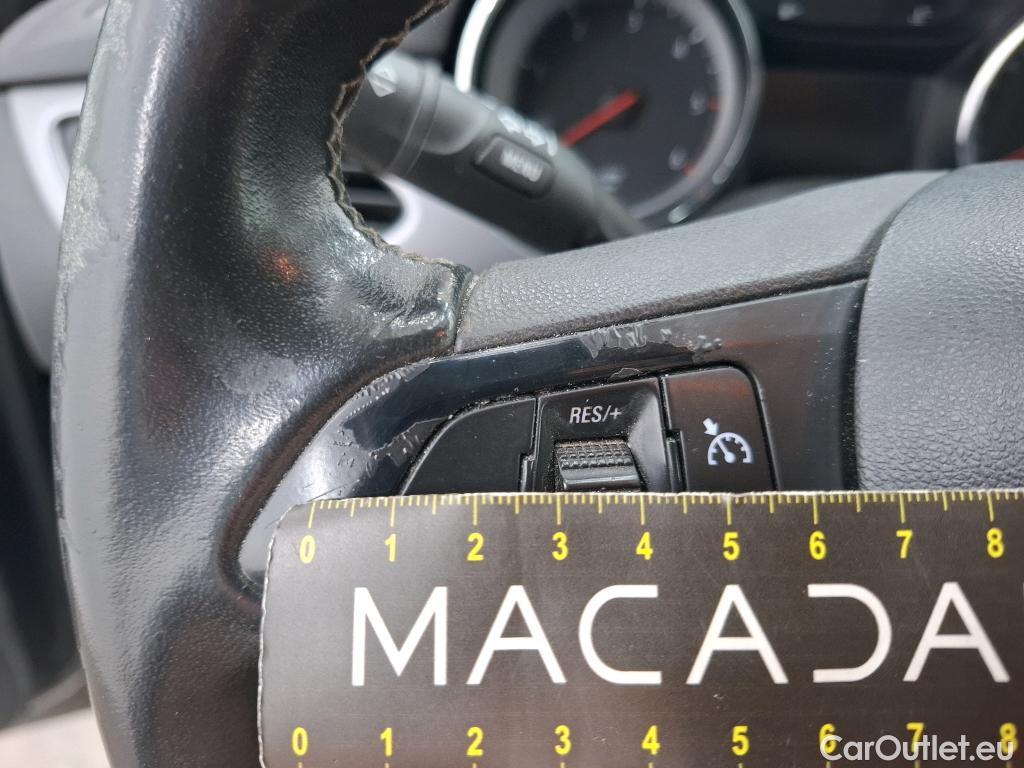 MENU
RES/+
0 1 2 3 4 5 6 7 8
MACADA
0 1 2 3 4 5 6 7 8
CarOutlet.eu